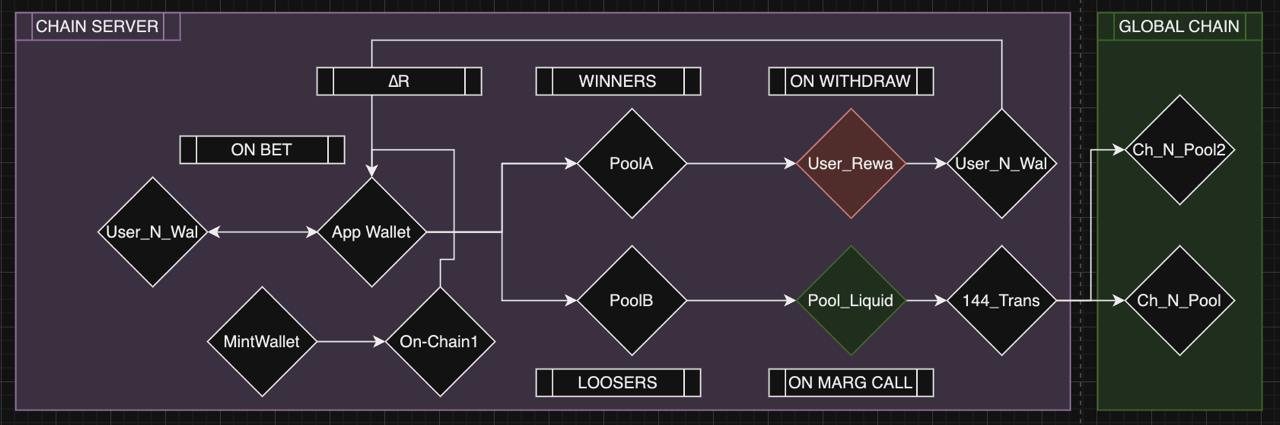 CHAIN SERVER
GLOBAL CHAIN
ΔR
WINNERS
ON WITHDRAW
ON BET
PoolA
User_Rewa
User_N_Wal
Ch_N_Pool2
User_N_Wal
App Wallet
PoolB
Pool_Liquid
144_Trans
Ch_N_Pool
MintWallet
On-Chain1
LOOSERS
ON MARG CALL